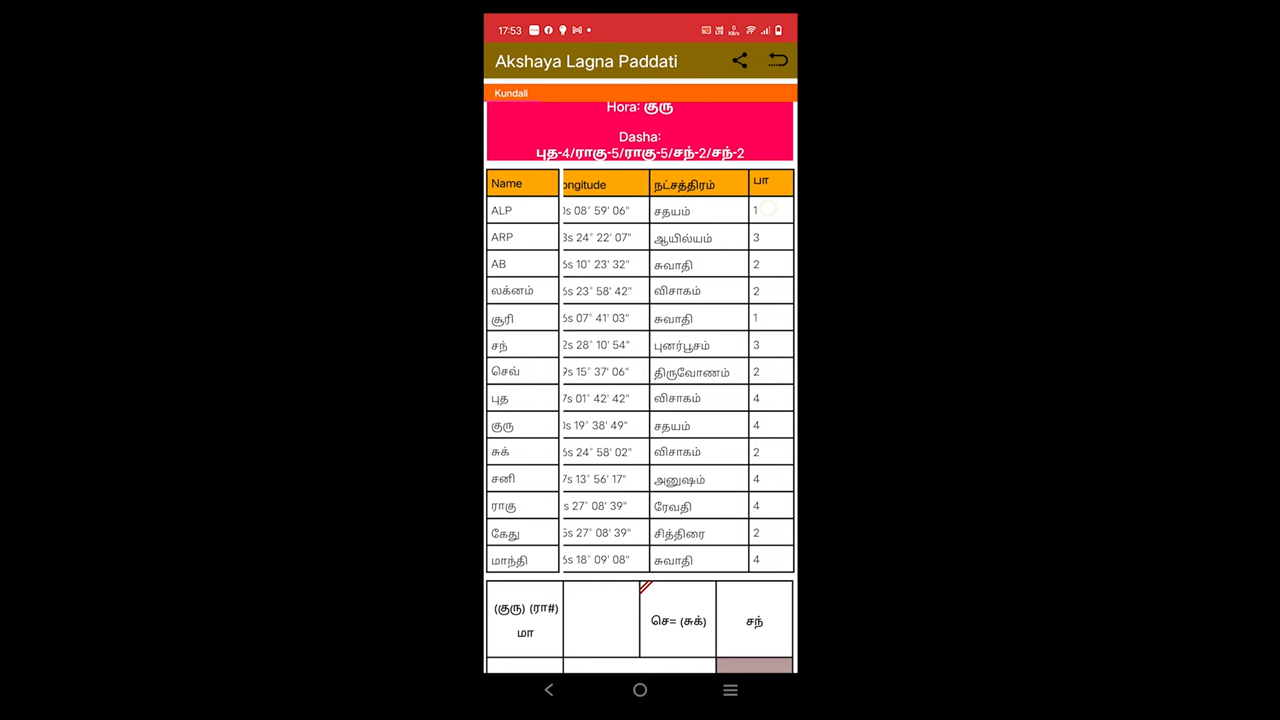 17:53
Akshaya Lagna Paddati
Kundali
Hora: குரு
Dasha:
புத-4/ராகு-5/ராகு-5/சந்-2/சந்-2
Name ongitude நட்சத்திரம் பா
ALP 0s 08° 59' 06" சதயம் 1
ARP 3s 24° 22' 07" ஆயில்யம் 3
AB 6s 10° 23' 32" சுவாதி 2
லக்னம் 6s 23° 58' 42" விசாகம் 2
சூரி 6s 07° 41' 03" சுவாதி 1
சந் 2s 28° 10' 54" புனர்பூசம் 3
செவ் 9s 15° 37' 06" திருவோணம் 2
புத 7s 01° 42' 42" விசாகம் 4
குரு 0s 19° 38' 49" சதயம் 4
சுக் 6s 24° 58' 02" விசாகம் 2
சனி 7s 13° 56' 17" அனுஷம் 4
ராகு s 27° 08' 39" ரேவதி 4
கேது 5s 27° 08' 39" சித்திரை 2
மாந்தி 6s 18° 09' 08" சுவாதி 4
(குரு) (ரா#) செ= (சுக்) சந்
மா